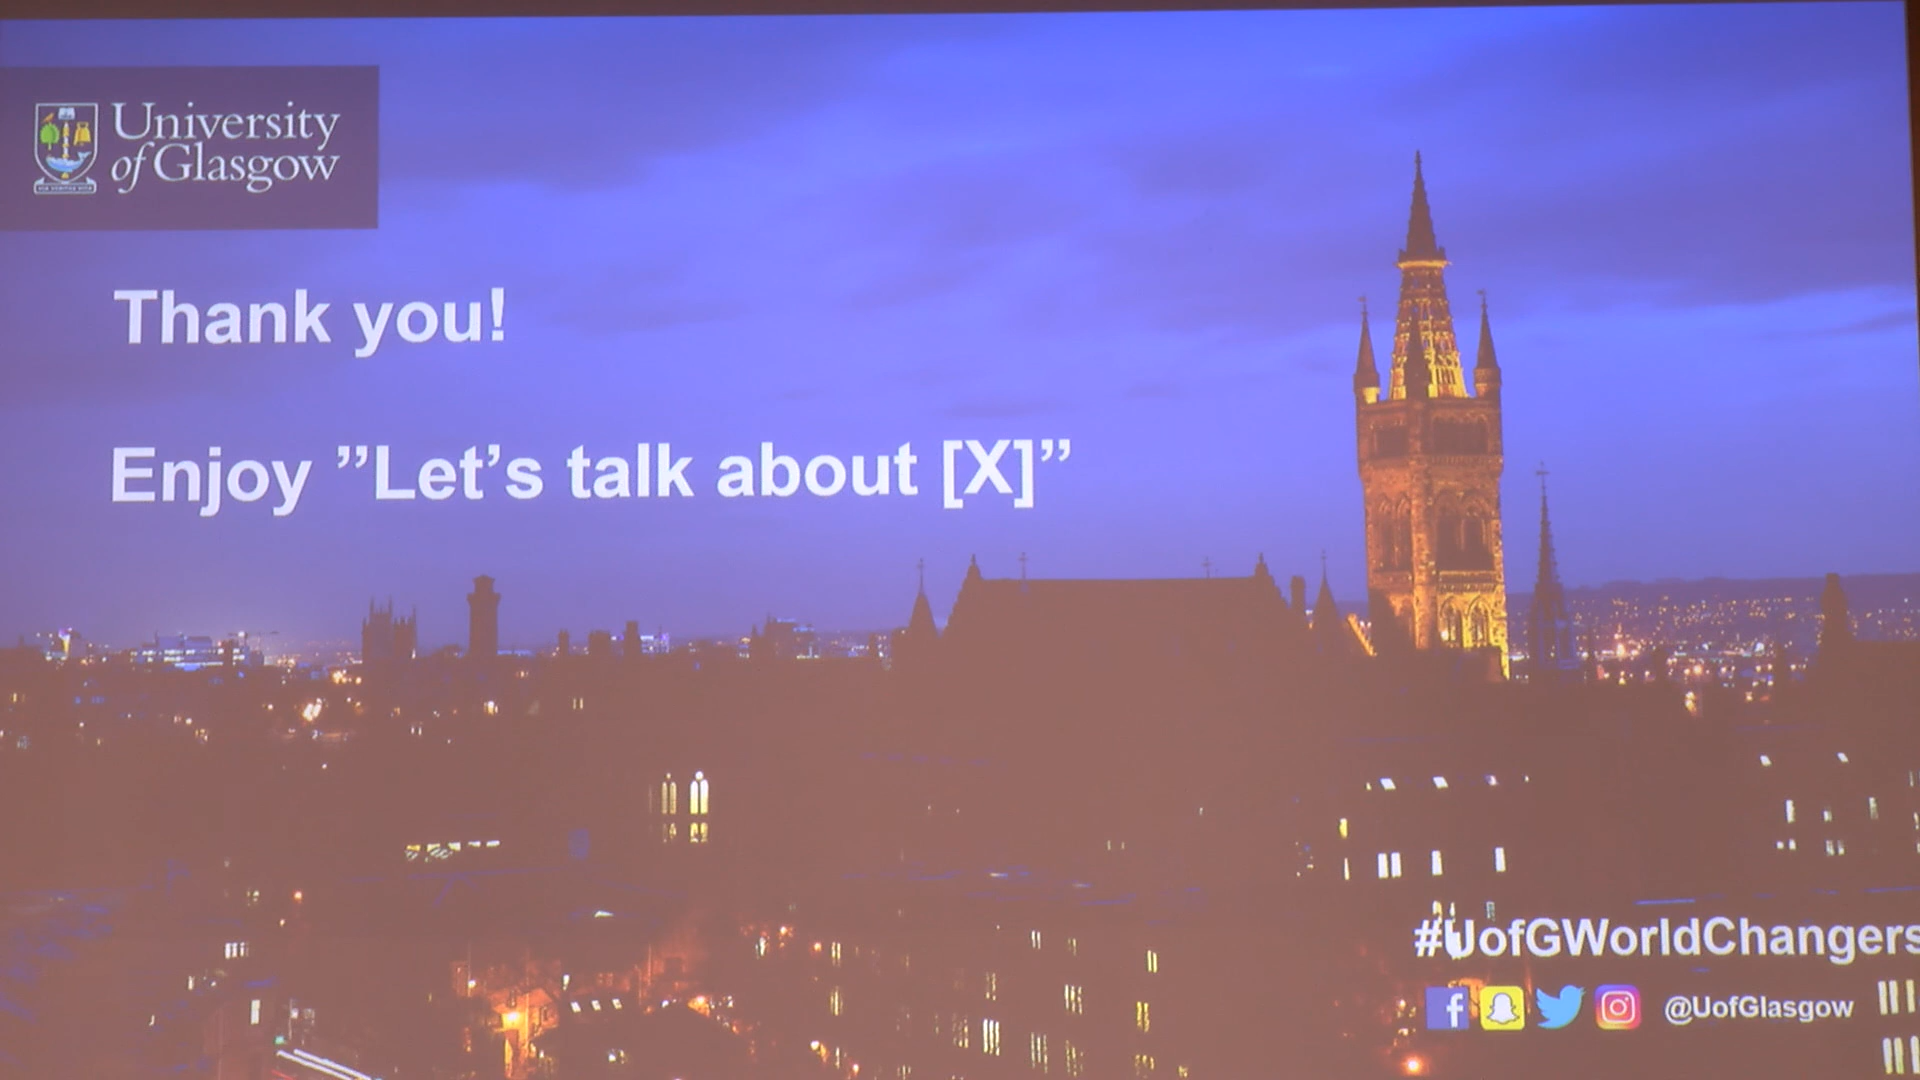 University
of Glasgow
Thank you!
Enjoy ”Let’s talk about [X]”
#UofGWorldChangers
@UofGlasgow